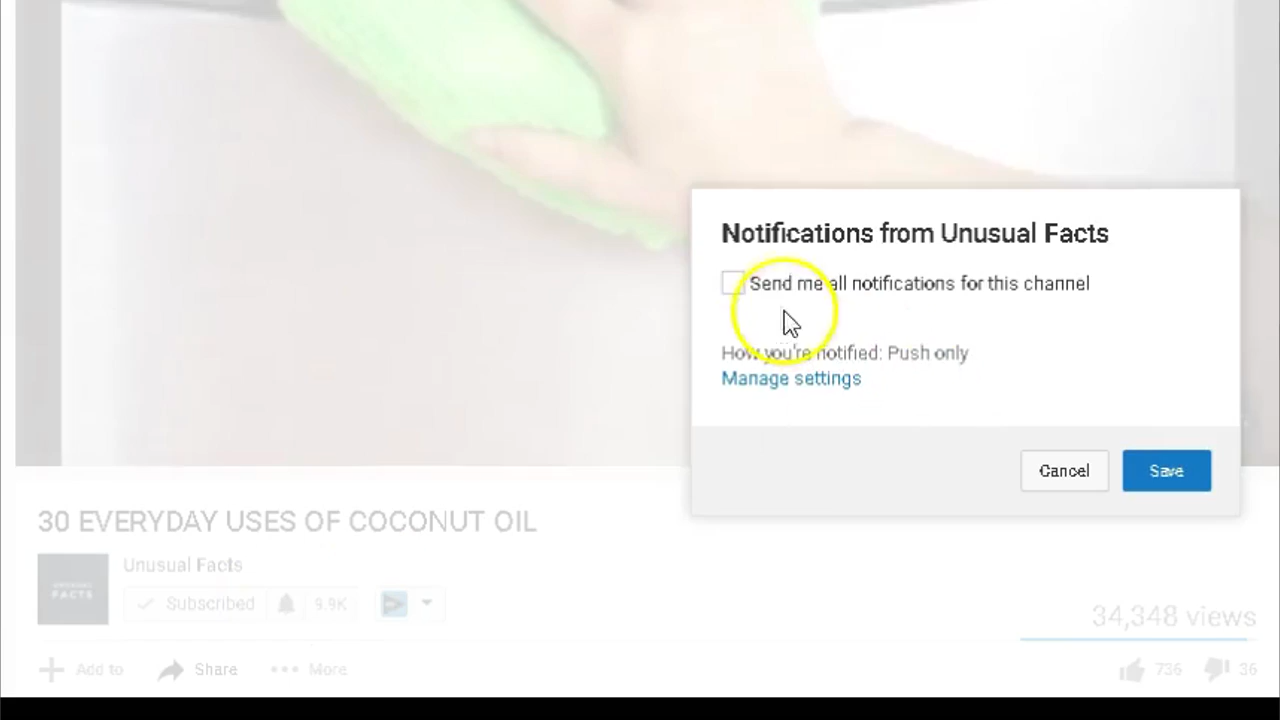 Notifications from Unusual Facts
Send me all notifications for this channel
How you're notified: Push only
Manage settings
Cancel
Save
30 EVERYDAY USES OF COCONUT OIL
FACTS
Unusual Facts
Subscribed
9.9K
34,348 views
Add to
Share
More
736
36